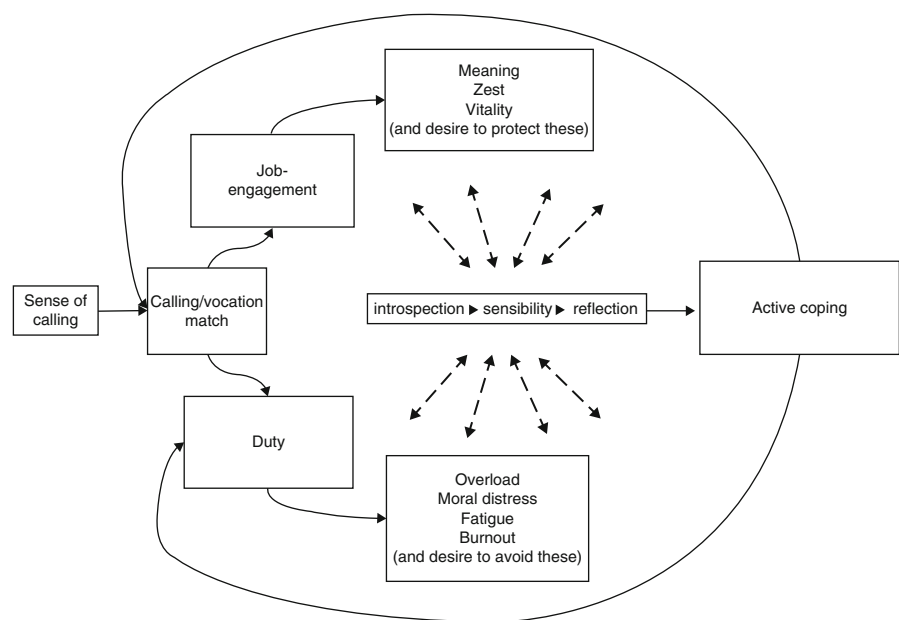 Meaning
Zest
Vitality
(and desire to protect these)
Job-
engagement
Sense of
calling
Calling/vocation
match
introspection ▸ sensibility ▸ reflection
Active coping
Duty
Overload
Moral distress
Fatigue
Burnout
(and desire to avoid these)